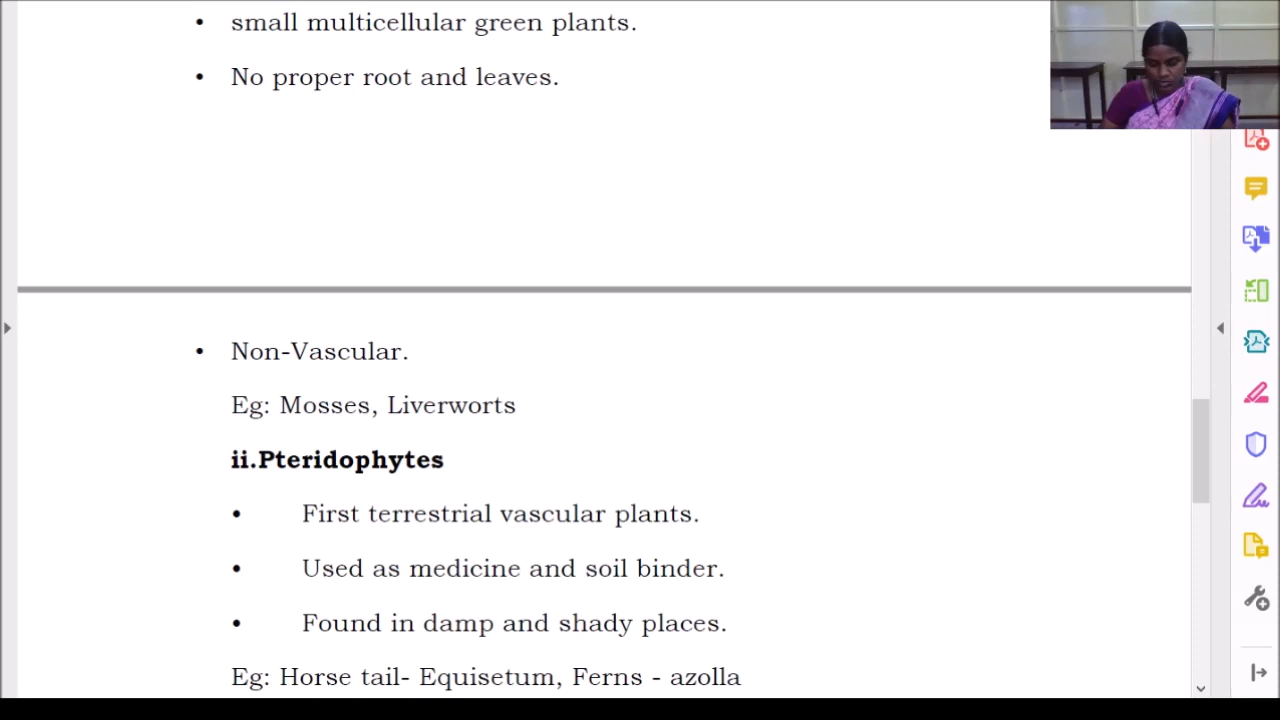 • small multicellular green plants.
• No proper root and leaves.
• Non-Vascular.
Eg: Mosses, Liverworts
ii.Pteridophytes
• First terrestrial vascular plants.
• Used as medicine and soil binder.
• Found in damp and shady places.
Eg: Horse tail- Equisetum, Ferns - azolla